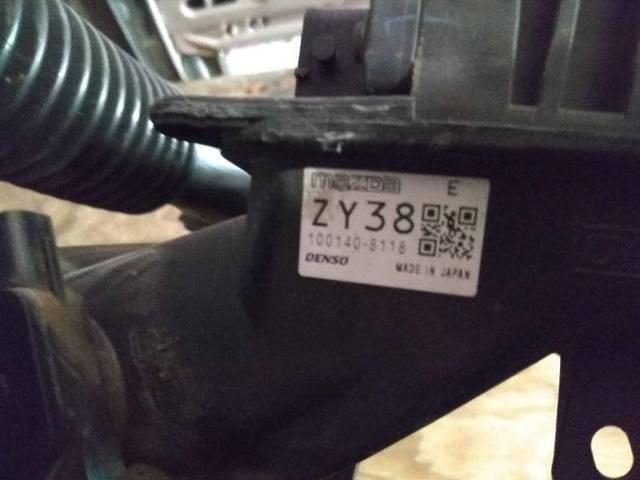 mazda E
ZY38
100140-8118
DENSO
MADE IN JAPAN